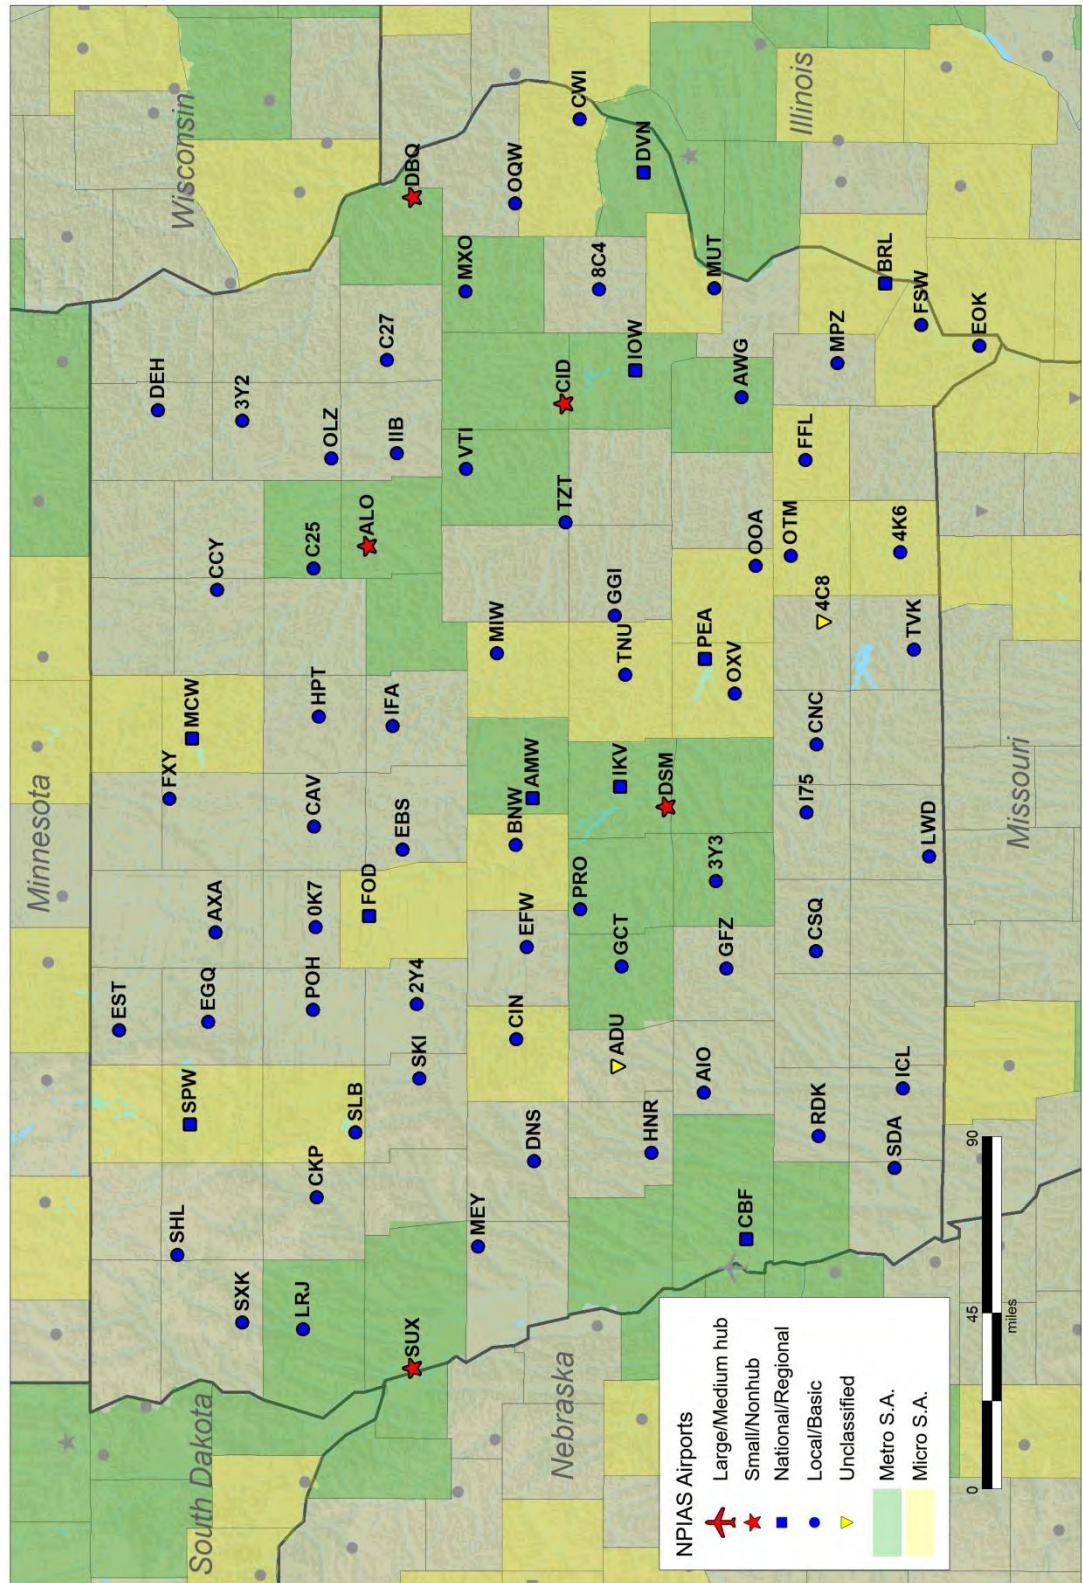 Minnesota
Wisconsin
South Dakota
Nebraska
Illinois
Missouri
EST
DEH
SHL
SPW
EGQ
AXA
FXY
MCW
CCY
3Y2
SXK
LRJ
CKP
SLB
POH
0K7
CAV
HPT
C25
OLZ
SUX
SKI
2Y4
FOD
EBS
IFA
ALO
IIB
C27
DBQ
MEY
DNS
CIN
EFW
BNW
AMW
MIW
VTI
MXO
OQW
HNR
ADU
GCT
PRO
IKV
TNU
GGI
TZT
CID
IOW
8C4
CWI
DVN
CBF
AIO
GFZ
3Y3
DSM
OXV
PEA
OOA
AWG
MUT
RDK
CSQ
I75
CNC
4C8
OTM
FFL
MPZ
BRL
SDA
ICL
LWD
TVK
4K6
FSW
EOK
NPIAS Airports
Large/Medium hub
Small/Nonhub
National/Regional
Local/Basic
Unclassified
Metro S.A.
Micro S.A.
0 45 90
miles